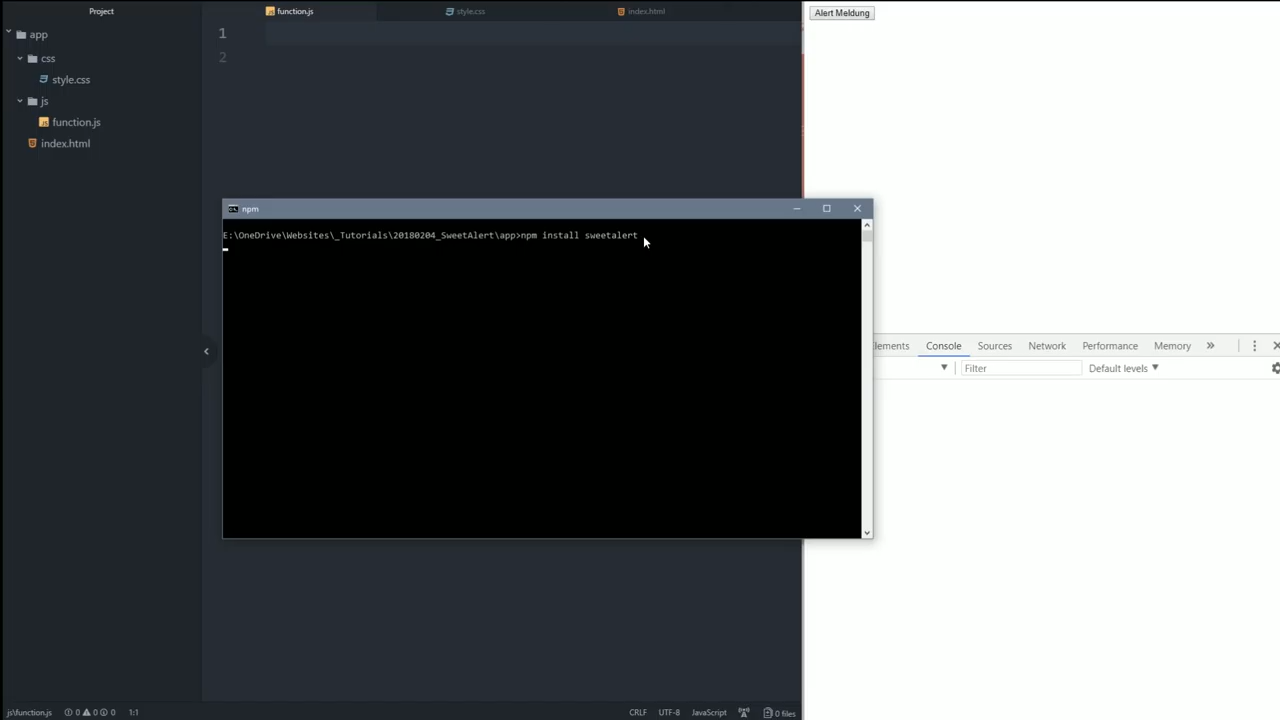 Project
app
css
style.css
js
function.js
index.html
function.js
style.css
index.html
1
2
Alert Meldung
npm
E:\OneDrive\Websites\_Tutorials\20180204_SweetAlert\app>npm install sweetalert
Console
Sources
Network
Performance
Memory
Filter
Default levels
js\function.js
0
0
0
1:1
CRLF
UTF-8
JavaScript
0 files